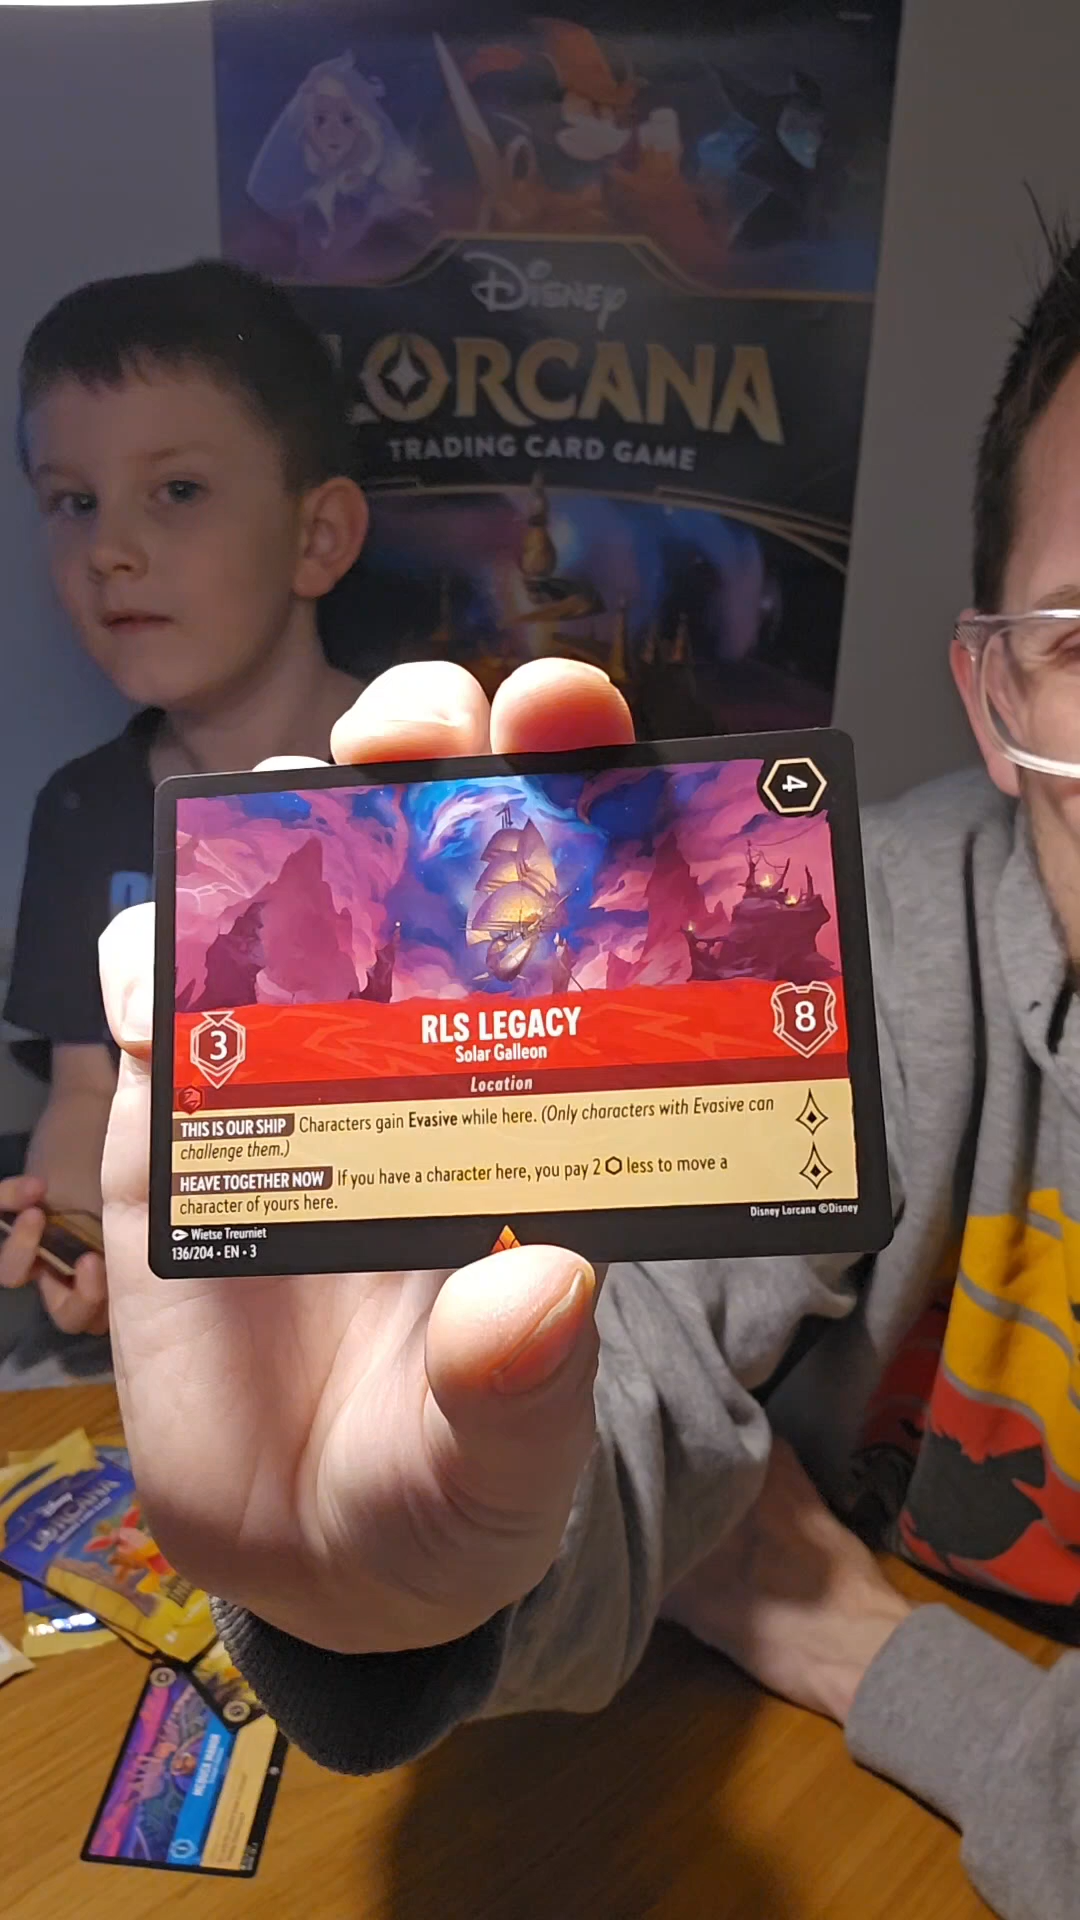 Disney
LORCANA
TRADING CARD GAME
4
3
RLS LEGACY
8
Solar Galleon
Location
THIS IS OUR SHIP Characters gain Evasive while here. (Only characters with Evasive can
challenge them.)
HEAVE TOGETHER NOW If you have a character here, you pay 2 ⬡ less to move a
character of yours here.
Wietse Treurniet
136/204 • EN • 3
Disney Lorcana ©Disney
Disney
LORCANA